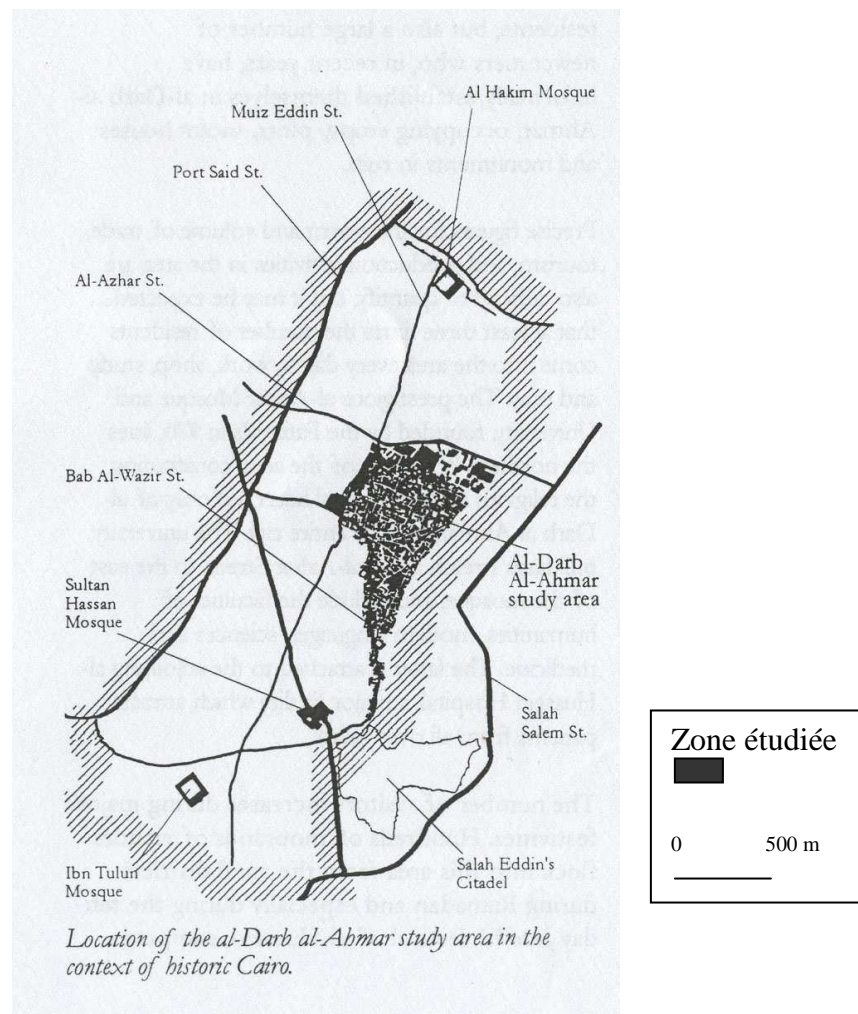 Al Hakim Mosque
Muiz Eddin St.
Port Said St.
Al-Azhar St.
Bab Al-Wazir St.
Al-Darb
Al-Ahmar
study area
Sultan
Hassan
Mosque
Salah
Salem St.
Zone étudiée
0 500 m
Ibn Tulun
Mosque
Salah Eddin's
Citadel
Location of the al-Darb al-Ahmar study area in the
context of historic Cairo.